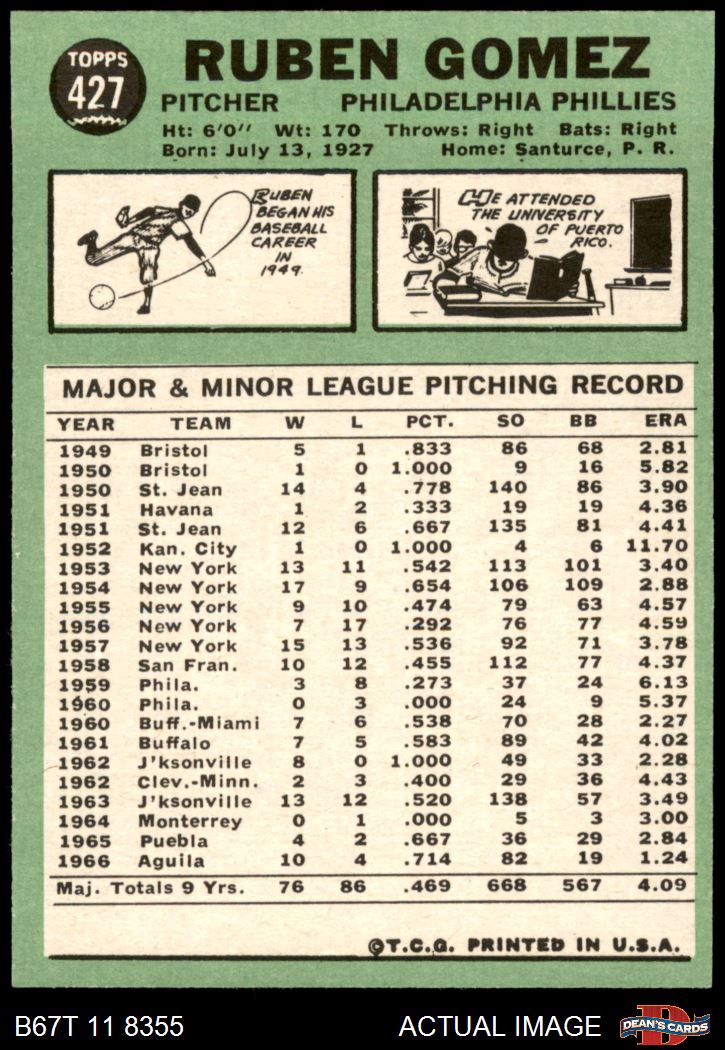 TOPPS
427
RUBEN GOMEZ
PITCHER PHILADELPHIA PHILLIES
Ht: 6'0" Wt: 170 Throws: Right Bats: Right
Born: July 13, 1927 Home: Santurce, P. R.
RUBEN
BEGAN HIS
BASEBALL
CAREER
IN
1949.
HE ATTENDED
THE UNIVERSITY
OF PUERTO
RICO.
MAJOR & MINOR LEAGUE PITCHING RECORD
YEAR TEAM W L PCT. SO BB ERA
1949 Bristol 5 1 .833 86 68 2.81
1950 Bristol 1 0 1.000 9 16 5.82
1950 St. Jean 14 4 .778 140 86 3.90
1951 Havana 1 2 .333 19 19 4.36
1951 St. Jean 12 6 .667 135 81 4.41
1952 Kan. City 1 0 1.000 4 6 11.70
1953 New York 13 11 .542 113 101 3.40
1954 New York 17 9 .654 106 109 2.88
1955 New York 9 10 .474 79 63 4.57
1956 New York 7 17 .292 76 77 4.59
1957 New York 15 13 .536 92 71 3.78
1958 San Fran. 10 12 .455 112 77 4.37
1959 Phila. 3 8 .273 37 24 6.13
1960 Phila. 0 3 .000 24 9 5.37
1960 Buff.-Miami 7 6 .538 70 28 2.27
1961 Buffalo 7 5 .583 89 42 4.02
1962 J'ksonville 8 0 1.000 49 33 2.28
1962 Clev.-Minn. 2 3 .400 29 36 4.43
1963 J'ksonville 13 12 .520 138 57 3.49
1964 Monterrey 0 1 .000 5 3 3.00
1965 Puebla 4 2 .667 36 29 2.84
1966 Aguila 10 4 .714 82 19 1.24
Maj. Totals 9 Yrs. 76 86 .469 668 567 4.09
©T.C.G. PRINTED IN U.S.A.
B67T 11 8355 ACTUAL IMAGE
DEAN'S CARDS